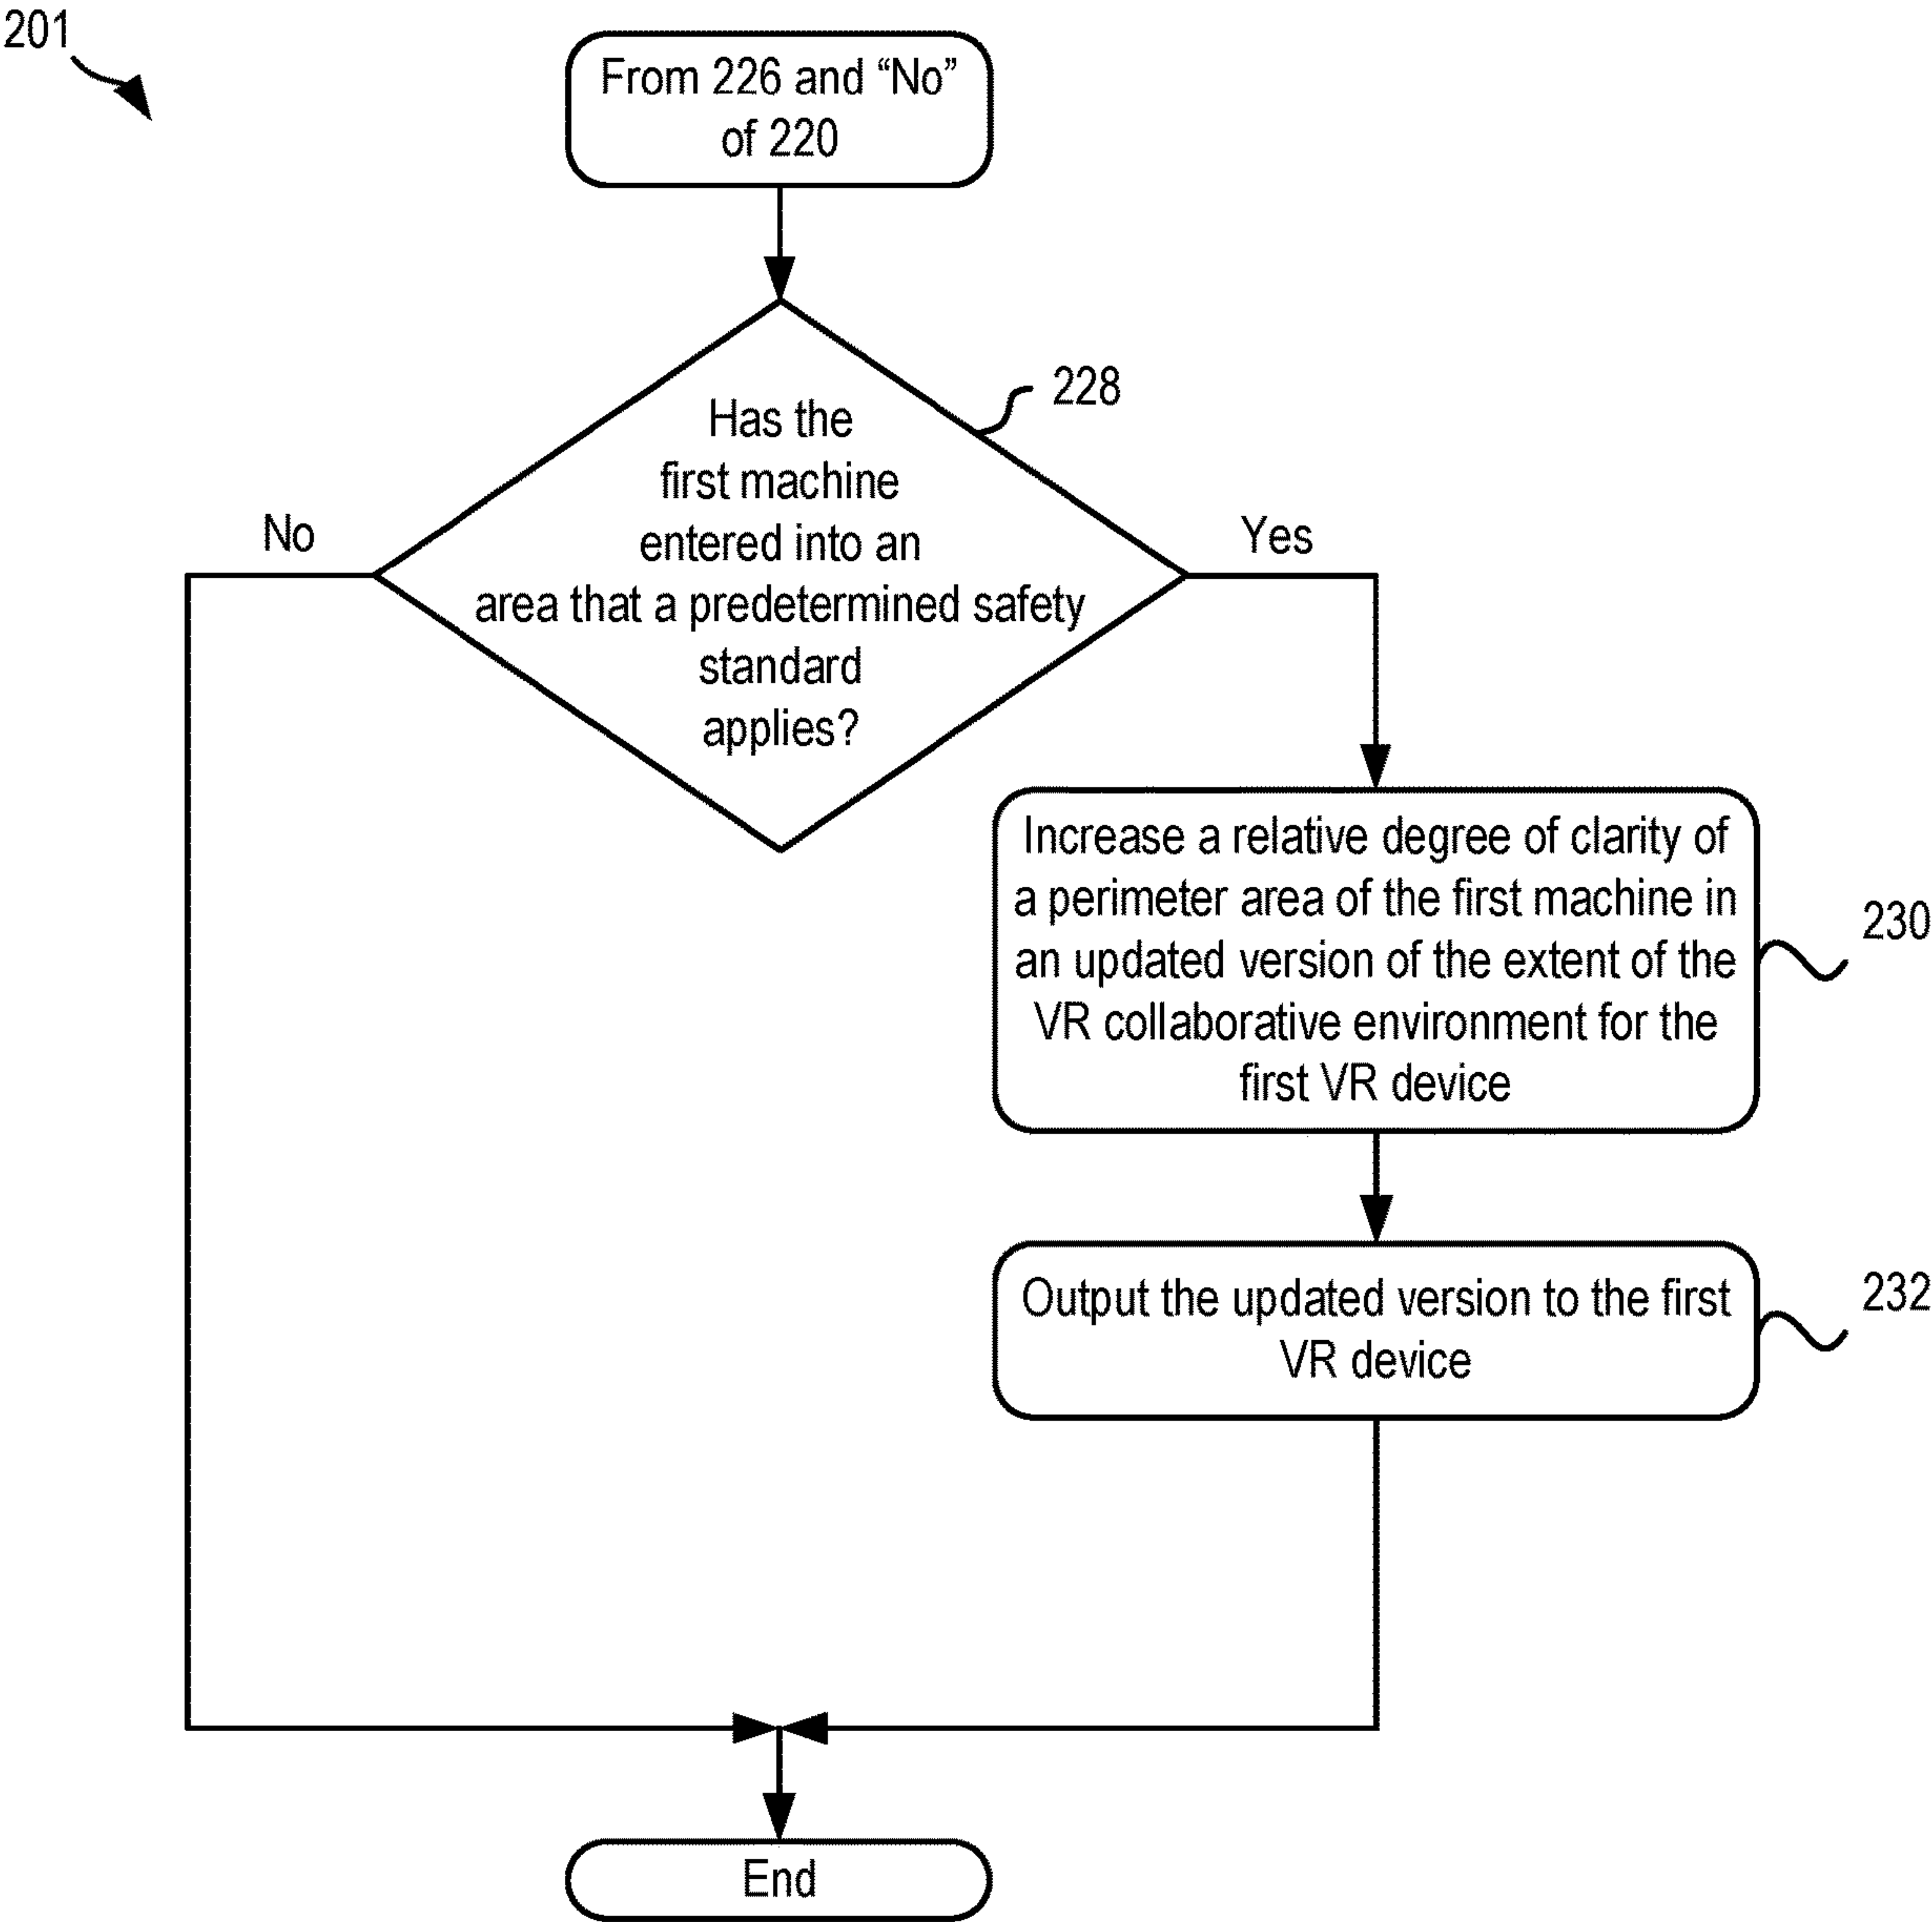 201
From 226 and “No”
of 220
228
Has the
first machine
entered into an
area that a predetermined safety
standard
applies?
No
Yes
Increase a relative degree of clarity of
a perimeter area of the first machine in
an updated version of the extent of the
VR collaborative environment for the
first VR device
230
Output the updated version to the first
VR device
232
End